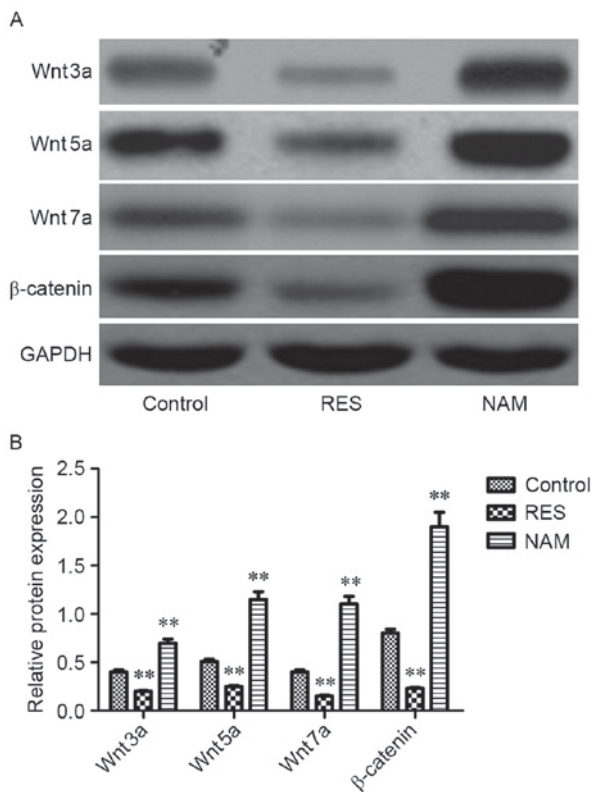 A
Wnt3a
Wnt5a
Wnt7a
β-catenin
GAPDH
Control RES NAM
B
Relative protein expression
2.5
2.0
1.5
1.0
0.5
0.0
Control
RES
NAM
** ** ** ** ** ** ** **
Wnt3a Wnt5a Wnt7a β-catenin